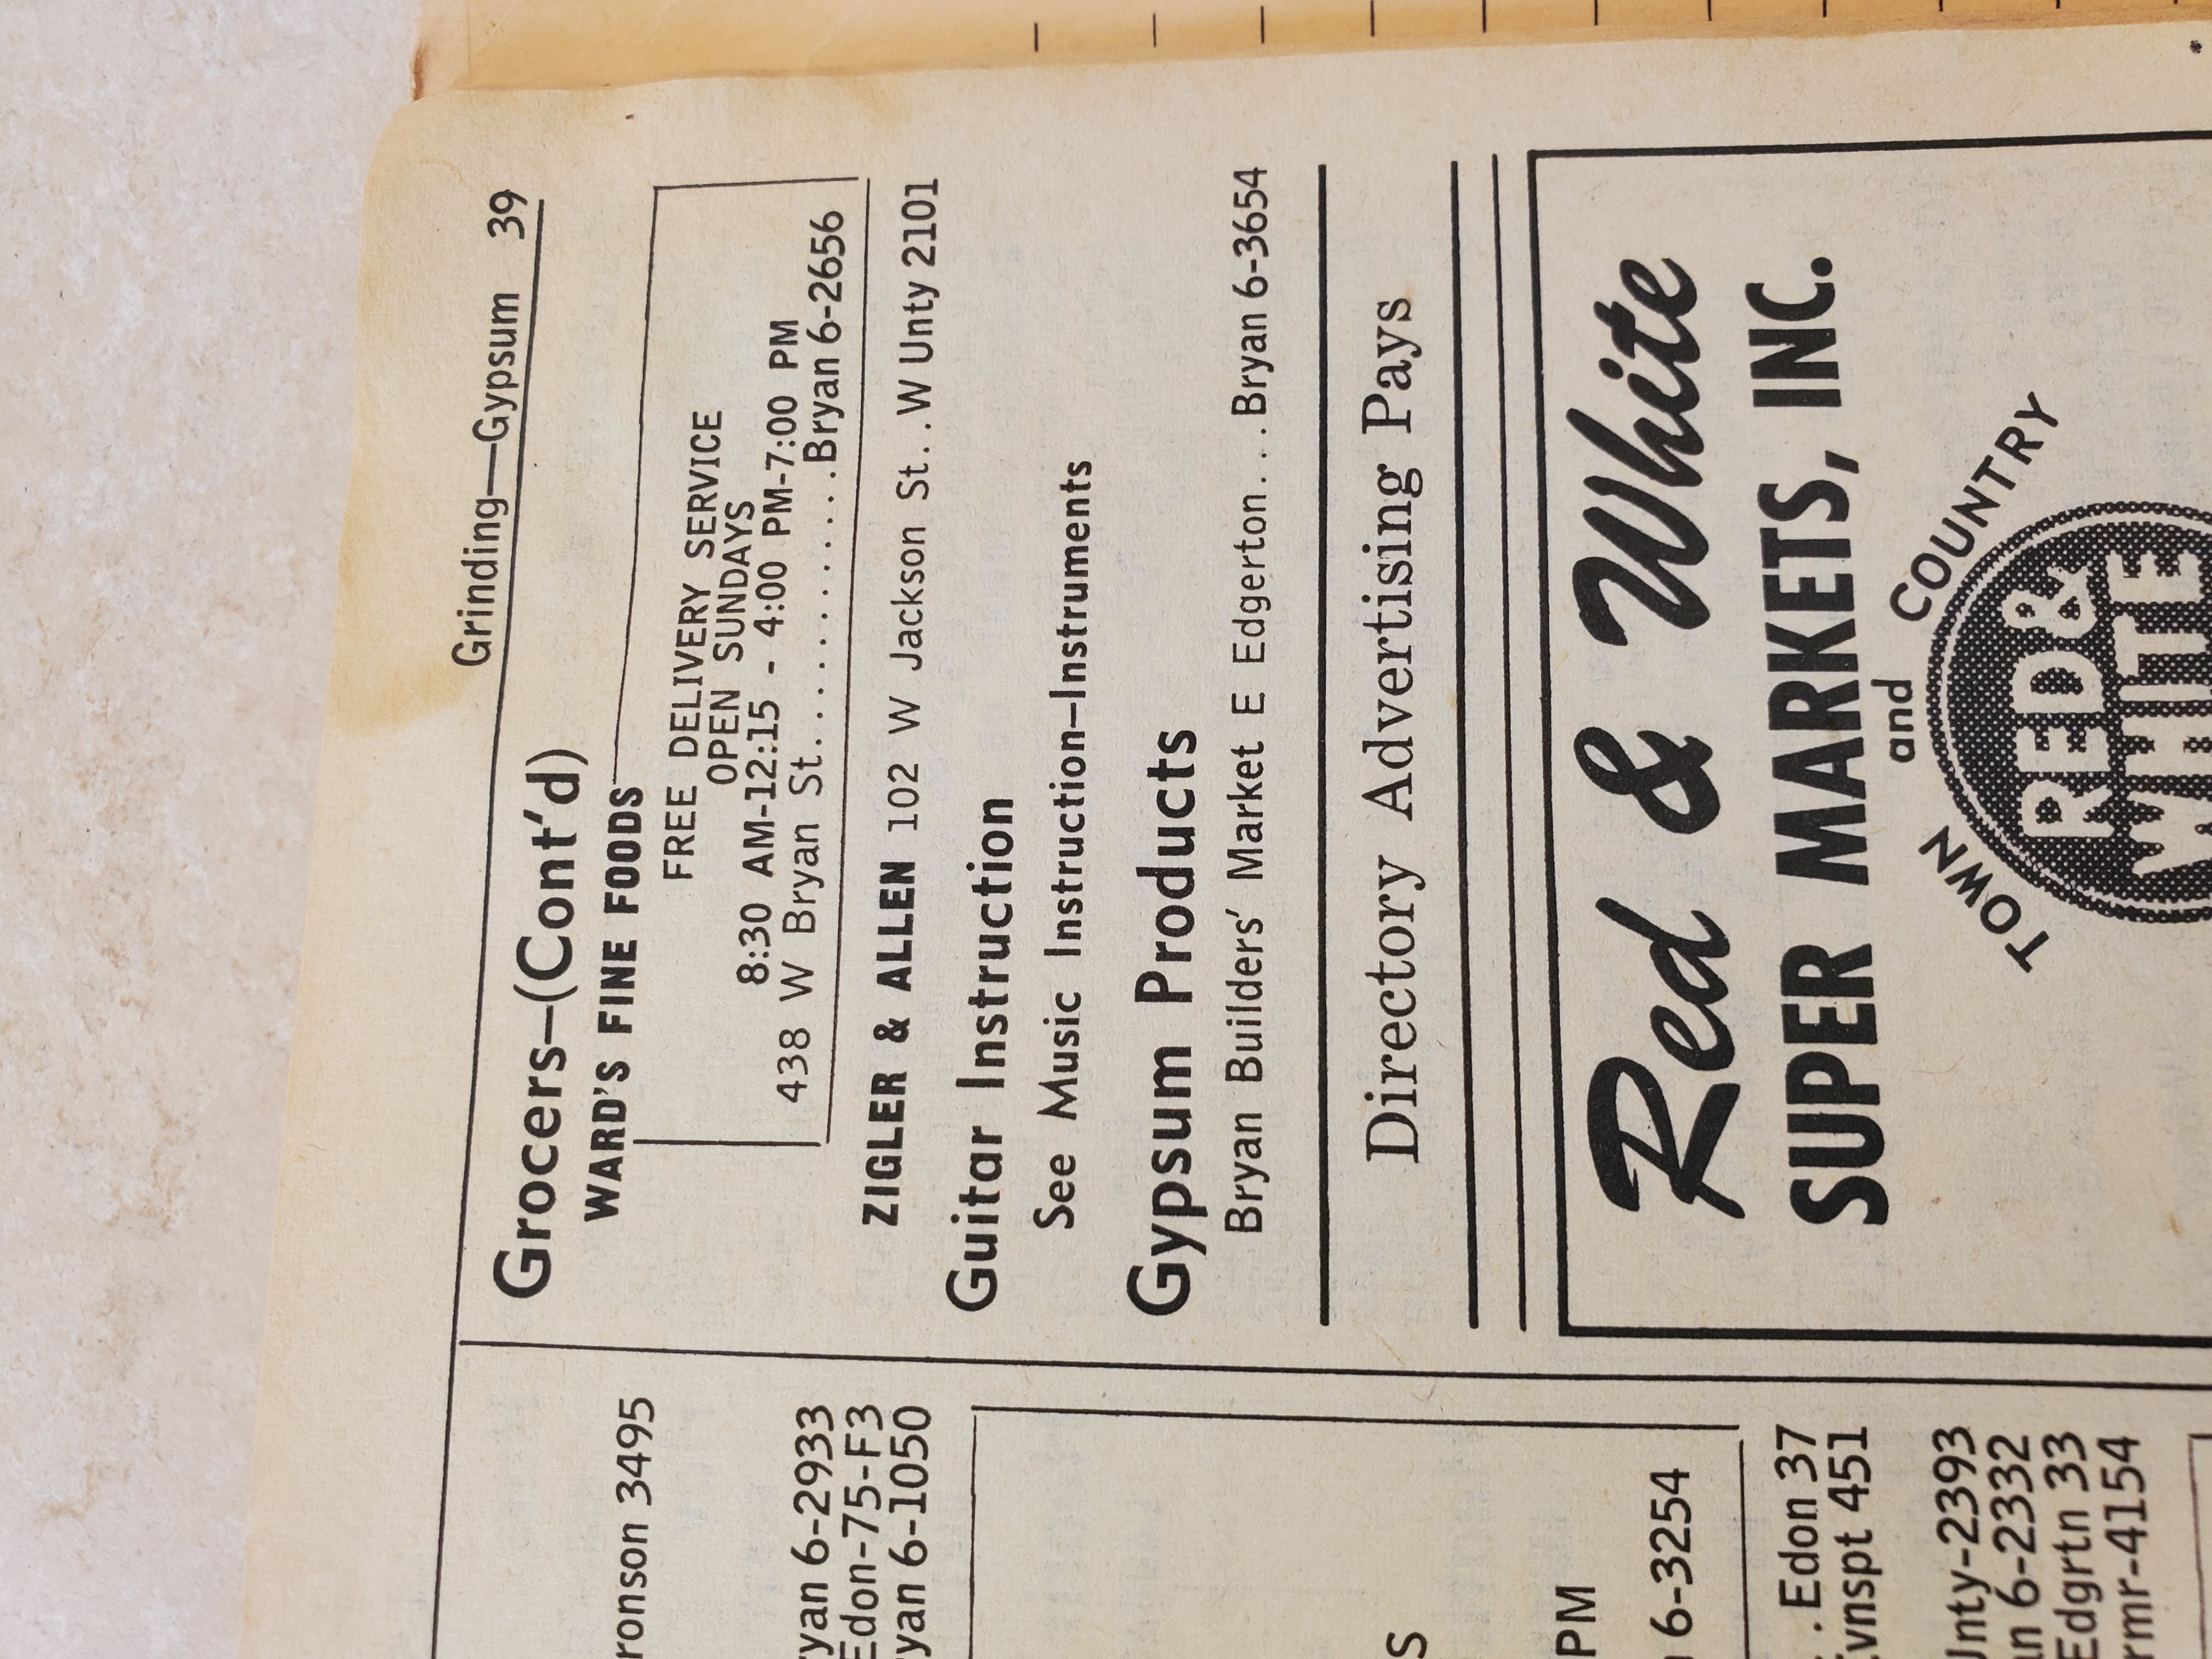 Grinding—Gypsum 39
ronson 3495
yan 6-2933
Edon-75-F3
yan 6-1050
S
PM
6-3254
. . Edon 37
vnspt 451
Unty-2393
an 6-2332
Edgrtn 33
rmr-4154
Grocers—(Cont'd)
WARD'S FINE FOODS
FREE DELIVERY SERVICE
OPEN SUNDAYS
8:30 AM-12:15 - 4:00 PM-7:00 PM
438 W Bryan St. . . . . . . . . . . .Bryan 6-2656
ZIGLER & ALLEN 102 W Jackson St. . .W Unty 2101
Guitar Instruction
See Music Instruction—Instruments
Gypsum Products
Bryan Builders' Market E Edgerton. . .Bryan 6-3654
Directory Advertising Pays
Red & White
SUPER MARKETS, INC.
and
TOWN COUNTRY
RED &
WHITE